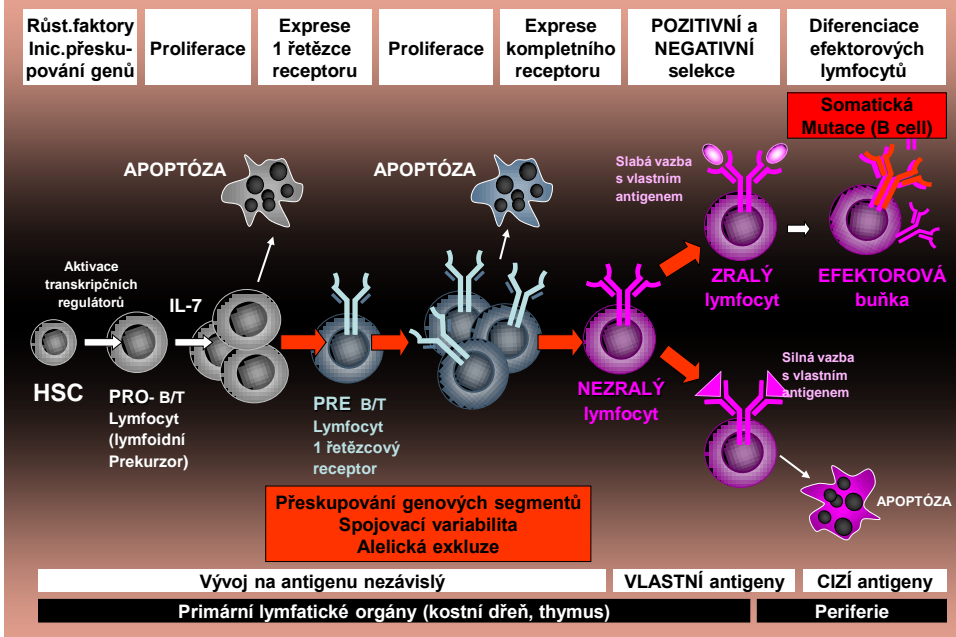 Růst.faktory
Inic.přesku-
pování genů
Proliferace
Exprese
1 řetězce
receptoru
Proliferace
Exprese
kompletního
receptoru
POZITIVNÍ a
NEGATIVNÍ
selekce
Diferenciace
efektorových
lymfocytů
Somatická
Mutace (B cell)
APOPTÓZA
APOPTÓZA
Slabá vazba
s vlastním
antigenem
Aktivace
transkripčních
regulátorů
IL-7
ZRALÝ
lymfocyt
EFEKTOROVÁ
buňka
HSC
PRO- B/T
Lymfocyt
(lymfoidní
Prekurzor)
PRE B/T
Lymfocyt
1 řetězcový
receptor
NEZRALÝ
lymfocyt
Silná vazba
s vlastním
antigenem
APOPTÓZA
Přeskupování genových segmentů
Spojovací variabilita
Alelická exkluze
Vývoj na antigenu nezávislý
VLASTNÍ antigeny
CIZÍ antigeny
Primární lymfatické orgány (kostní dřeň, thymus)
Periferie